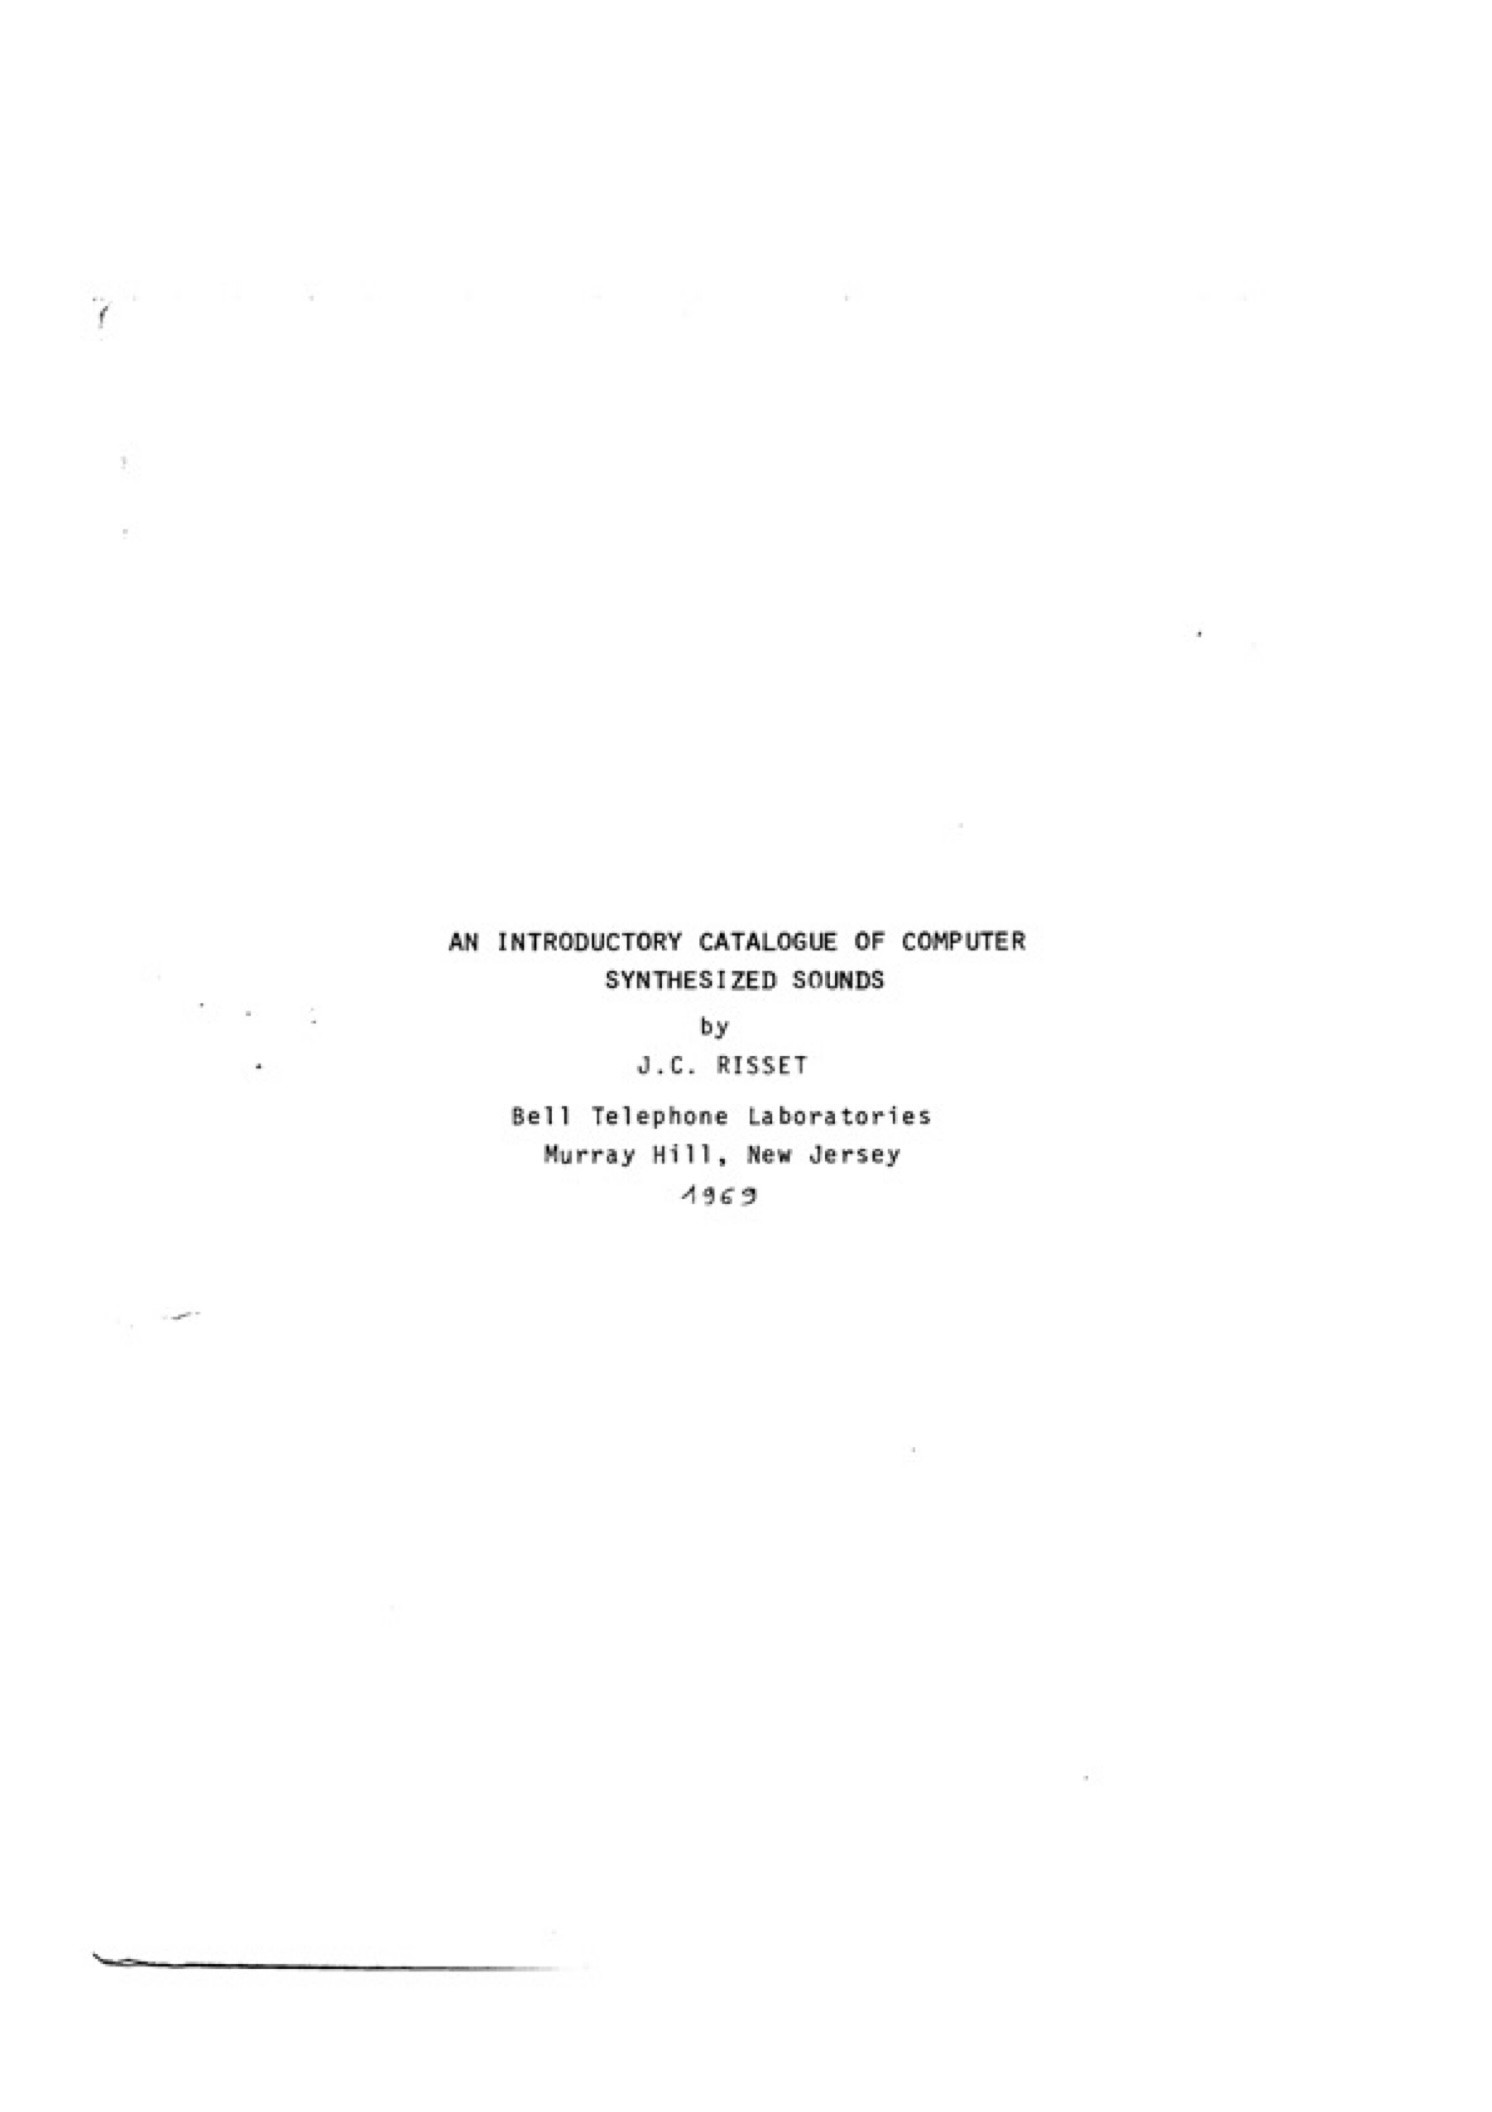 AN INTRODUCTORY CATALOGUE OF COMPUTER
SYNTHESIZED SOUNDS
by
J.C. RISSET
Bell Telephone Laboratories
Murray Hill, New Jersey
1969